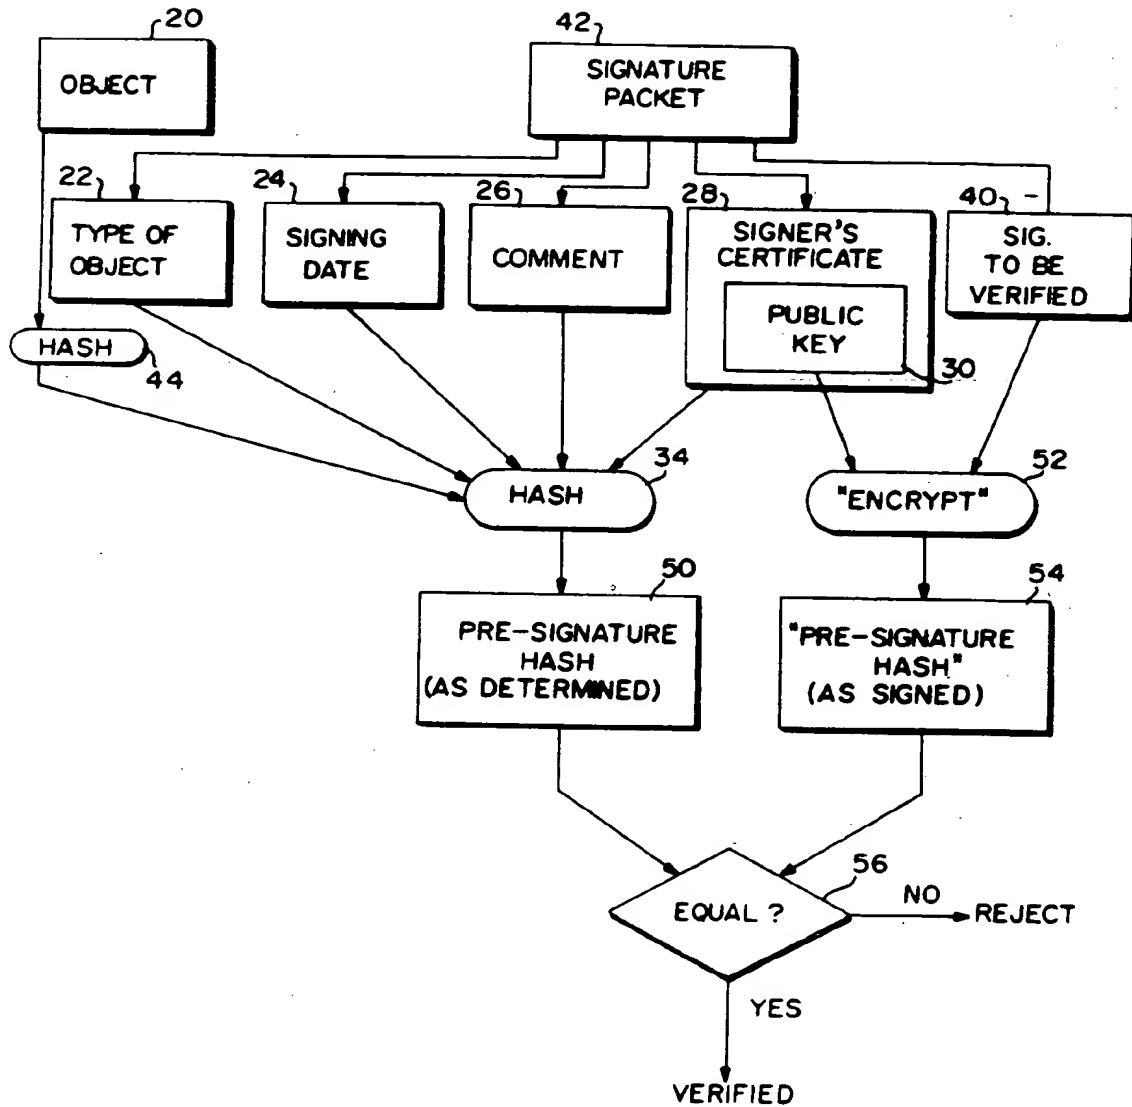 20
OBJECT
42
SIGNATURE
PACKET
22
TYPE OF
OBJECT
24
SIGNING
DATE
26
COMMENT
28
SIGNER'S
CERTIFICATE
PUBLIC
KEY
30
40
SIG.
TO BE
VERIFIED
HASH
44
HASH
34
"ENCRYPT"
52
50
PRE-SIGNATURE
HASH
(AS DETERMINED)
54
"PRE-SIGNATURE
HASH"
(AS SIGNED)
EQUAL ?
56
NO
REJECT
YES
VERIFIED